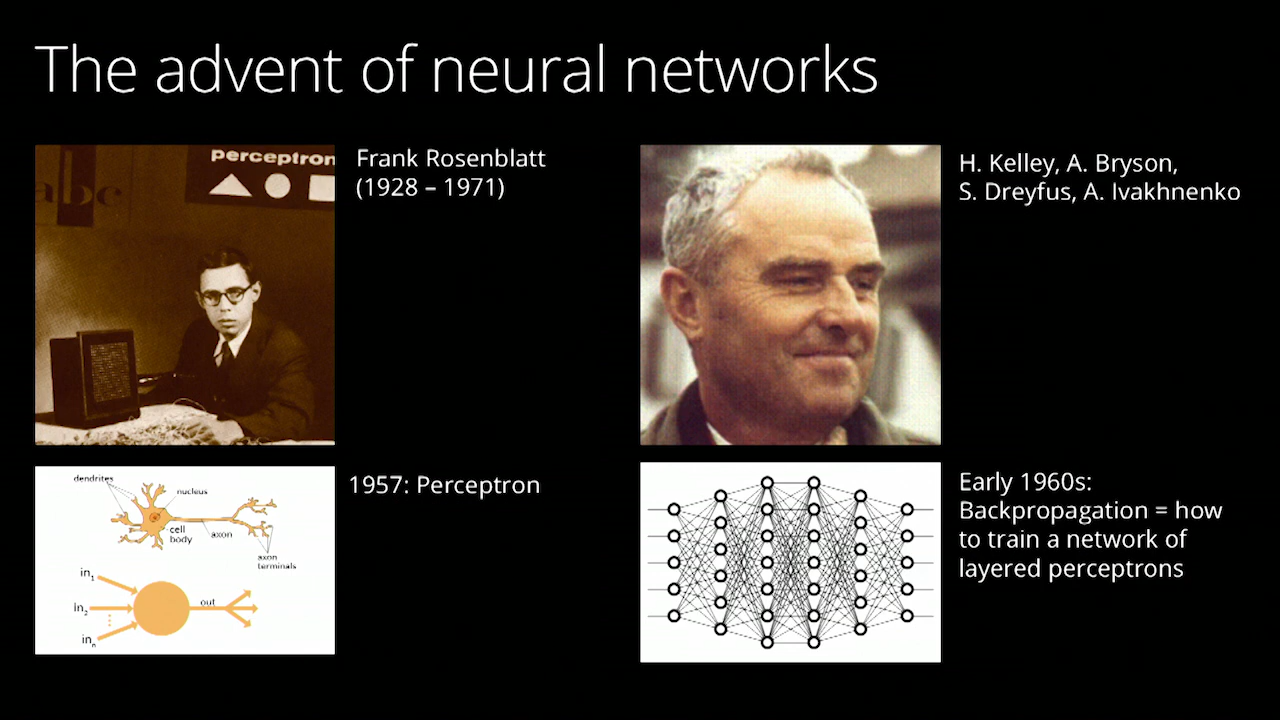 The advent of neural networks
perceptron
abc
Frank Rosenblatt
(1928 – 1971)
H. Kelley, A. Bryson,
S. Dreyfus, A. Ivakhnenko
dendrites
nucleus
cell
body
axon
axon
terminals
in1
in2
inn
out
1957: Perceptron
Early 1960s:
Backpropagation = how
to train a network of
layered perceptrons